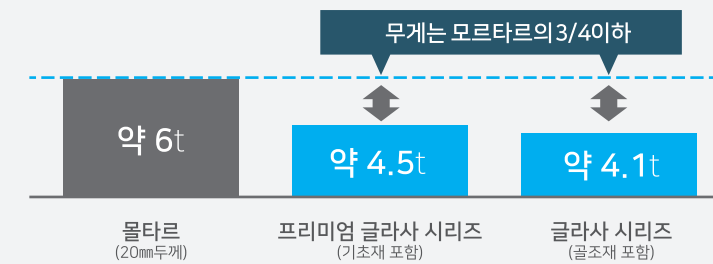 무게는 모르타르의 3/4이하
약 6t
약 4.5t
약 4.1t
몰타르
(20㎜두께)
프리미엄 글라사 시리즈
(기초재 포함)
글라사 시리즈
(골조재 포함)